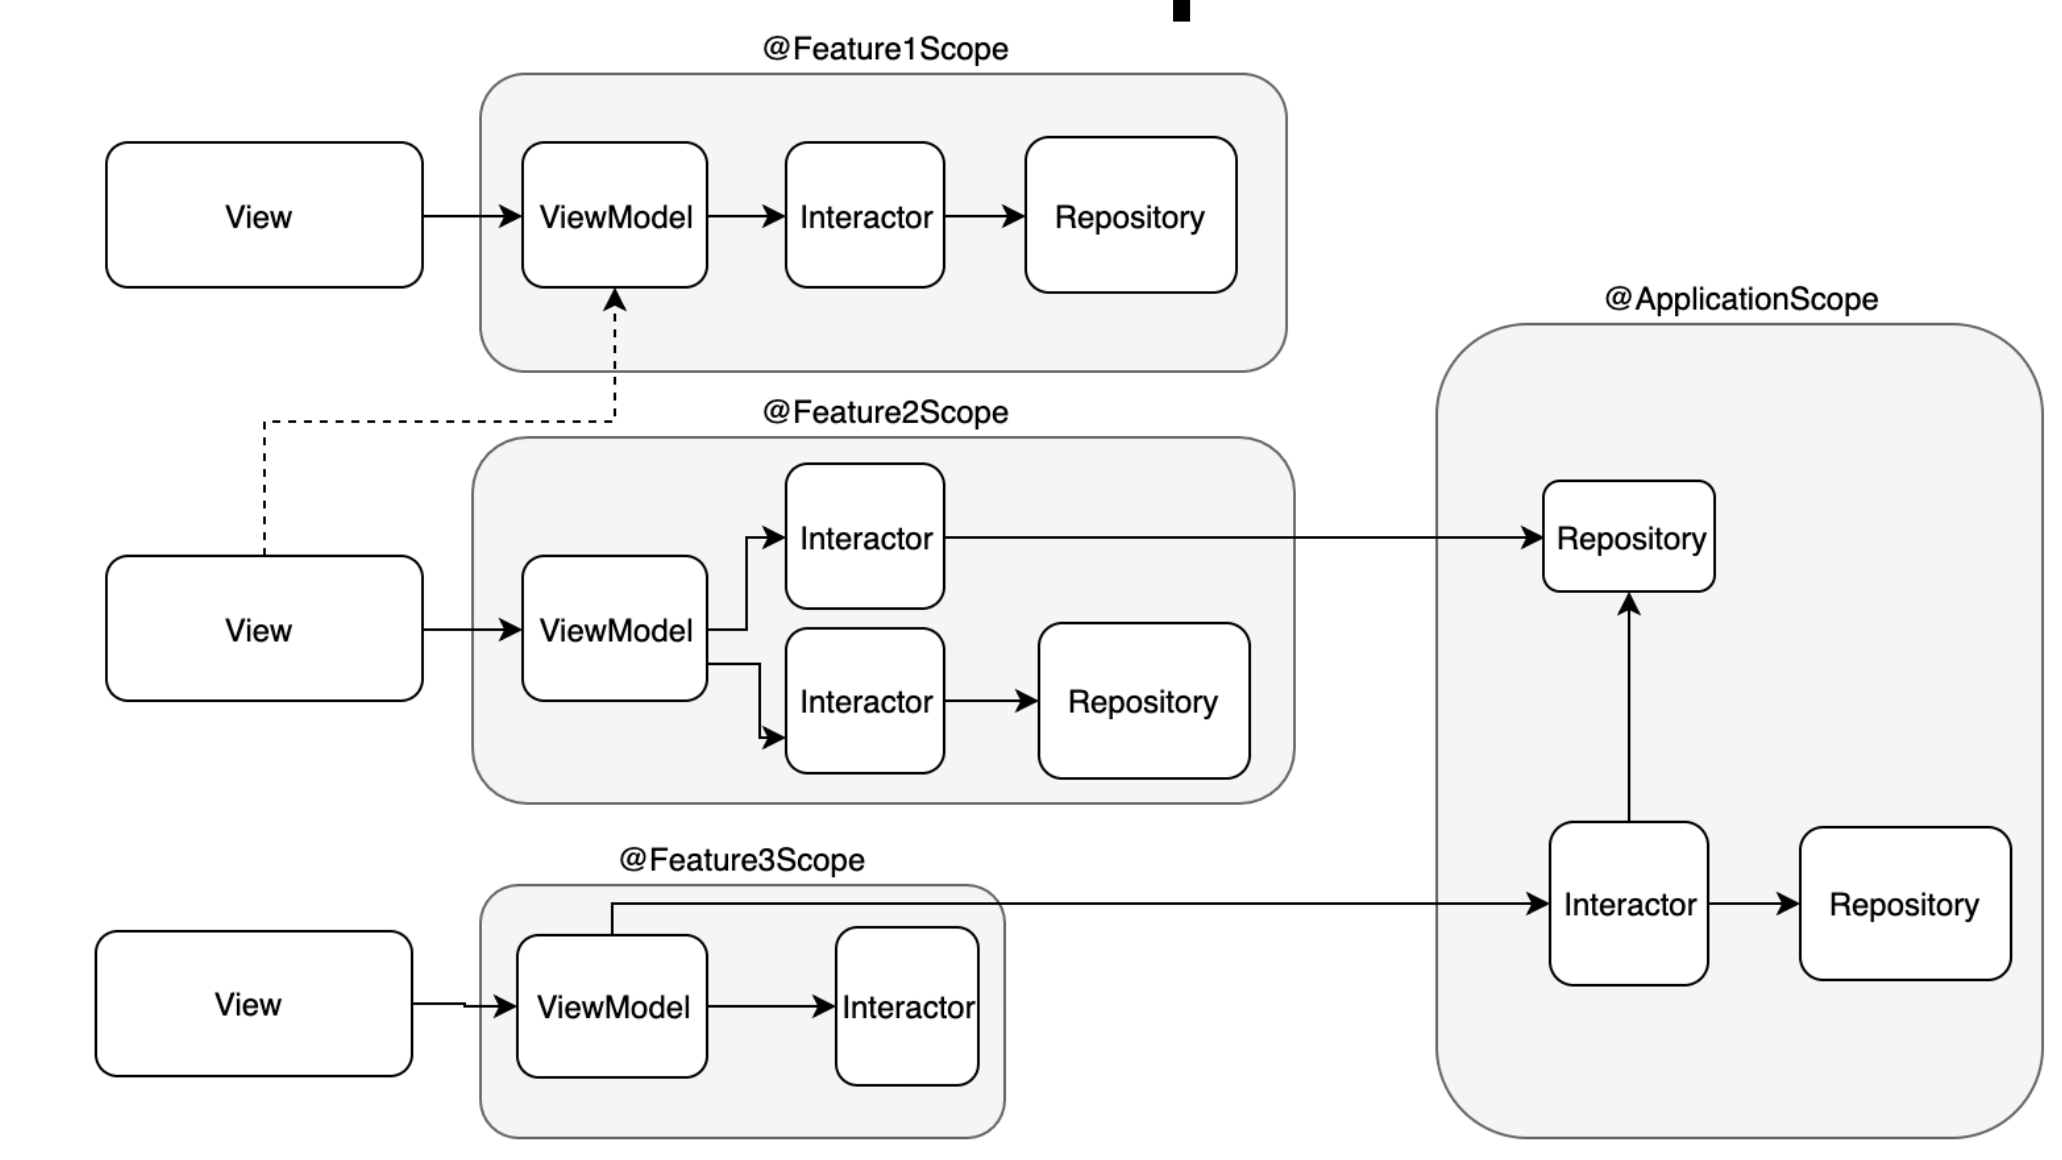 @Feature1Scope
View
ViewModel
Interactor
Repository
@ApplicationScope
@Feature2Scope
Interactor
Repository
View
ViewModel
Interactor
Repository
@Feature3Scope
Interactor
Repository
View
ViewModel
Interactor